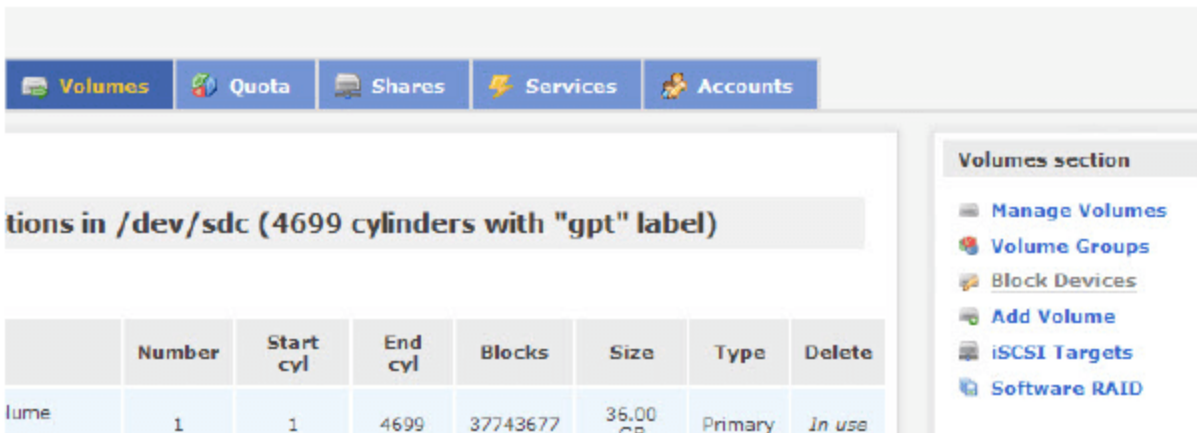 Volumes Quota Shares Services Accounts
Volumes section
Manage Volumes
tions in /dev/sdc (4699 cylinders with "gpt" label)
Volume Groups
Block Devices
Add Volume
iSCSI Targets
Software RAID
Number Start cyl End cyl Blocks Size Type Delete
lume 1 1 4699 37743677 36.00 GB Primary In use